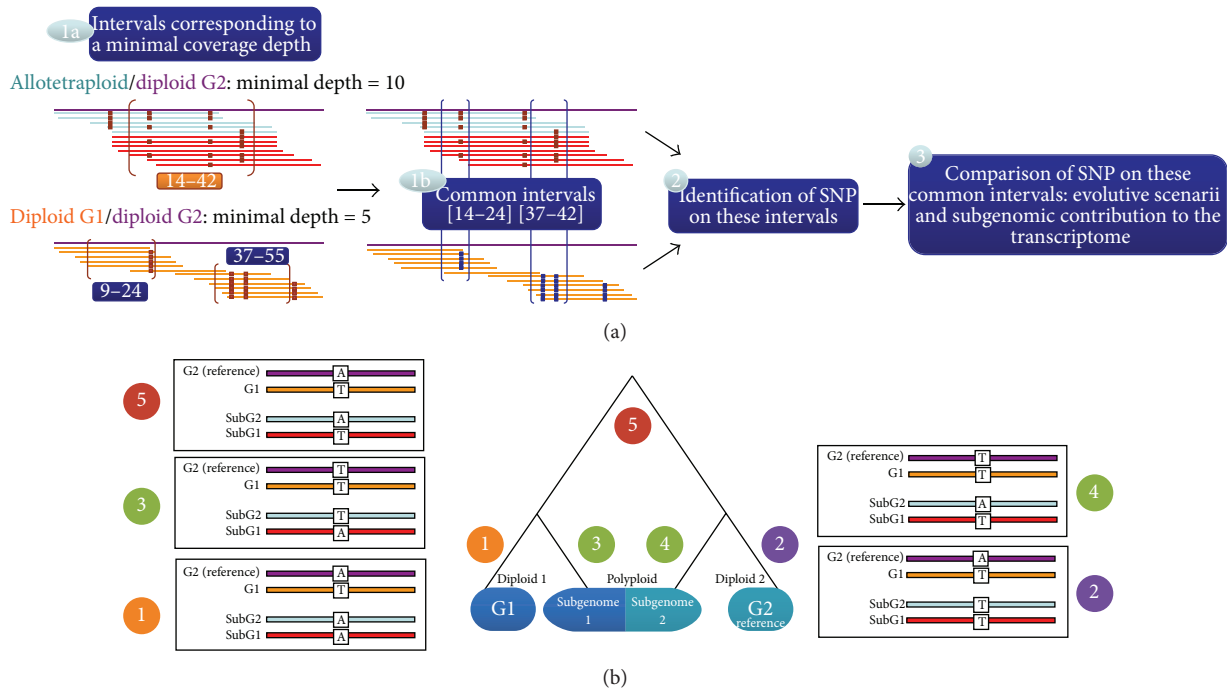 1a
Intervals corresponding to
a minimal coverage depth
Allotetraploid/diploid G2: minimal depth = 10
14–42
Diploid G1/diploid G2: minimal depth = 5
9–24
37–55
1b
Common intervals
[14–24] [37–42]
2
Identification of SNP
on these intervals
3
Comparison of SNP on these
common intervals: evolutive scenarii
and subgenomic contribution to the
transcriptome
(a)
5
G2 (reference)
A
G1
T
SubG2
A
SubG1
T
3
G2 (reference)
T
G1
T
SubG2
T
SubG1
A
1
G2 (reference)
A
G1
T
SubG2
A
SubG1
A
5
1
3
4
2
Diploid 1
Polyploid
Diploid 2
G1
Subgenome
1
Subgenome
2
G2
reference
G2 (reference)
T
G1
T
SubG2
A
SubG1
T
4
G2 (reference)
A
G1
T
SubG2
T
SubG1
T
2
(b)